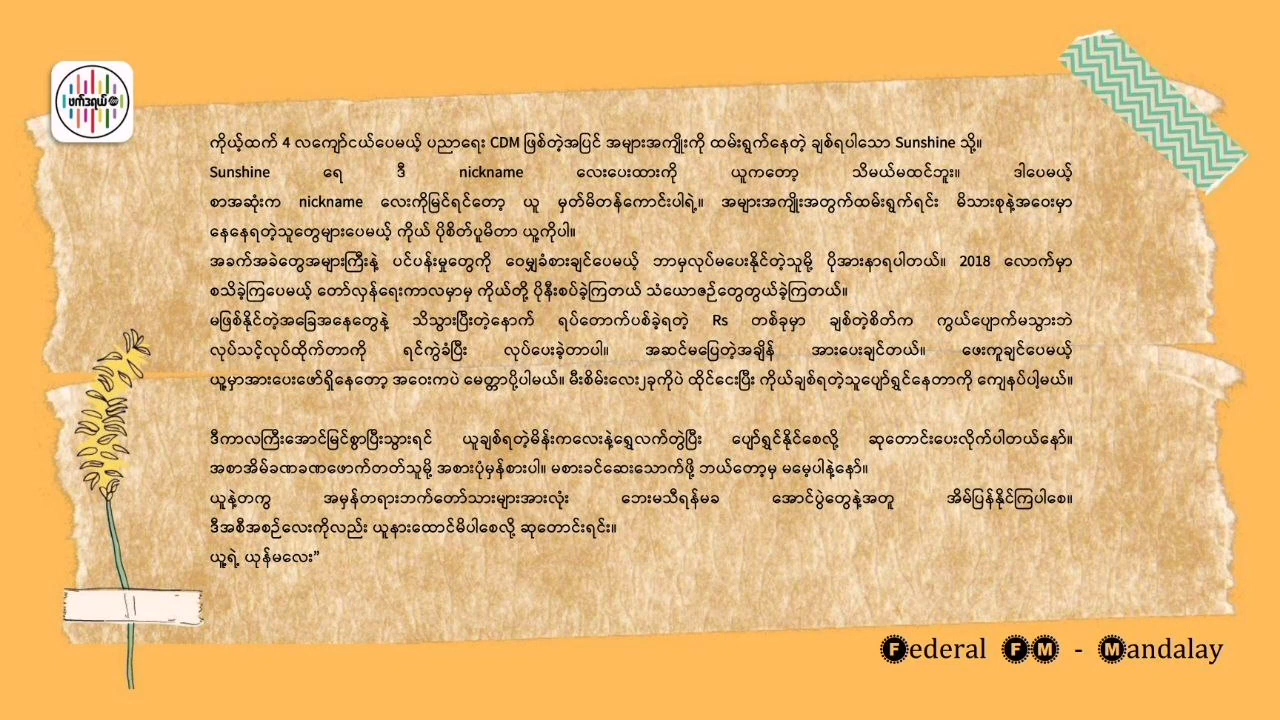 ဖက်ဒရယ် FM
ကိုယ့်ထက် 4 လကျော်ငယ်ပေမယ့် ပညာရေး CDM ဖြစ်တဲ့အပြင် အများအကျိုးကို ထမ်းရွက်နေတဲ့ ချစ်ရပါသော Sunshine သို့။
Sunshine ရေ ဒီ nickname လေးပေးထားကို ယူကတော့ သိမယ်မထင်ဘူး။ ဒါပေမယ့်
စာအဆုံးက nickname လေးကိုမြင်ရင်တော့ ယူ မှတ်မိတန်ကောင်းပါရဲ့။ အများအကျိုးအတွက်ထမ်းရွက်ရင်း မိသားစုနဲ့အဝေးမှာ
နေနေရတဲ့သူတွေများပေမယ့် ကိုယ် ပိုစိတ်ပူမိတာ ယူ့ကိုပါ။
အခက်အခဲတွေအများကြီးနဲ့ ပင်ပန်းမှုတွေကို ဝေမျှခံစားချင်ပေမယ့် ဘာမှလုပ်မပေးနိုင်တဲ့သူမို့ ပိုအားနာရပါတယ်။ 2018 လောက်မှာ
စသိခဲ့ကြပေမယ့် တော်လှန်ရေးကာလမှာမှ ကိုယ်တို့ ပိုနီးစပ်ခဲ့ကြတယ် သံယောဇဉ်တွေတွယ်ခဲ့ကြတယ်။
မဖြစ်နိုင်တဲ့အခြေအနေတွေနဲ့ သိသွားပြီးတဲ့နောက် ရပ်တောက်ပစ်ခဲ့ရတဲ့ Rs တစ်ခုမှာ ချစ်တဲ့စိတ်က ကွယ်ပျောက်မသွားဘဲ
လုပ်သင့်လုပ်ထိုက်တာကို ရင်ကွဲခံပြီး လုပ်ပေးခဲ့တာပါ။ အဆင်မပြေတဲ့အချိန် အားပေးချင်တယ်။ ဖေးကူချင်ပေမယ့်
ယူ့မှာအားပေးဖော်ရှိနေတော့ အဝေးကပဲ မေတ္တာပို့ပါမယ်။ မီးစိမ်းလေး၂ခုကိုပဲ ထိုင်ငေးပြီး ကိုယ်ချစ်ရတဲ့သူပျော်ရွှင်နေတာကို ကျေနပ်ပါ့မယ်။
ဒီကာလကြီးအောင်မြင်စွာပြီးသွားရင် ယူချစ်ရတဲ့မိန်းကလေးနဲ့ရွှေလက်တွဲပြီး ပျော်ရွှင်နိုင်စေလို့ ဆုတောင်းပေးလိုက်ပါတယ်နော်။
အစာအိမ်ခဏခဏဖောက်တတ်သူမို့ အစားပုံမှန်စားပါ။ မစားခင်ဆေးသောက်ဖို့ ဘယ်တော့မှ မမေ့ပါနဲ့နော်။
ယူနဲ့တကွ အမှန်တရားဘက်တော်သားများအားလုံး ဘေးမသီရန်မခ အောင်ပွဲတွေနဲ့အတူ အိမ်ပြန်နိုင်ကြပါစေ။
ဒီအစီအစဉ်လေးကိုလည်း ယူနားထောင်မိပါစေလို့ ဆုတောင်းရင်း။
ယူ့ရဲ့ ယုန်မလေး”
Federal FM - Mandalay